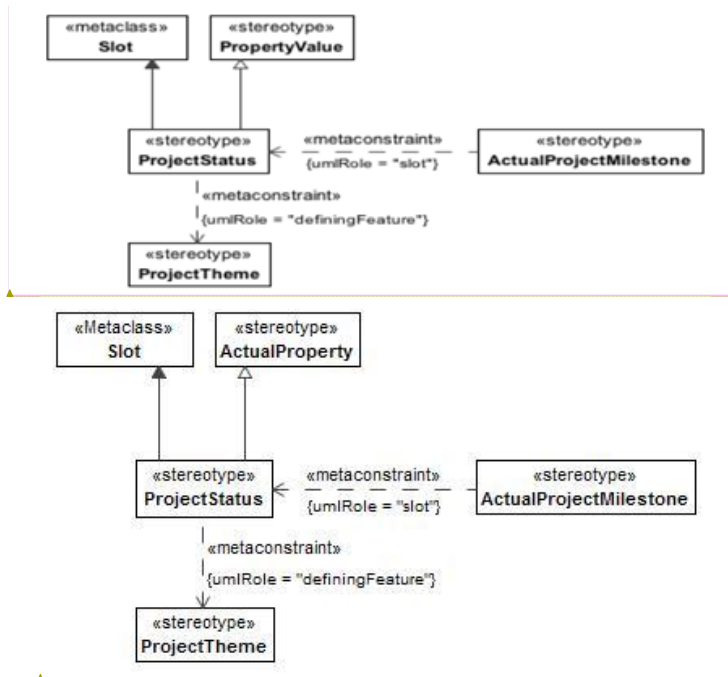 «metaclass»
Slot
«stereotype»
PropertyValue
«stereotype»
ProjectStatus
«metaconstraint»
{umlRole = "slot"}
«stereotype»
ActualProjectMilestone
«metaconstraint»
{umlRole = "definingFeature"}
«stereotype»
ProjectTheme
«Metaclass»
Slot
«stereotype»
ActualProperty
«stereotype»
ProjectStatus
«metaconstraint»
{umlRole = "slot"}
«stereotype»
ActualProjectMilestone
«metaconstraint»
{umlRole = "definingFeature"}
«stereotype»
ProjectTheme